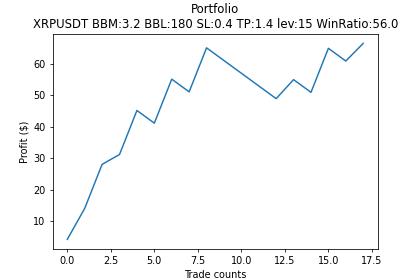 Portfolio
XRPUSDT BBM:3.2 BBL:180 SL:0.4 TP:1.4 lev:15 WinRatio:56.0
60
50
40
30
20
10
Profit ($)
0.0 2.5 5.0 7.5 10.0 12.5 15.0 17.5
Trade counts